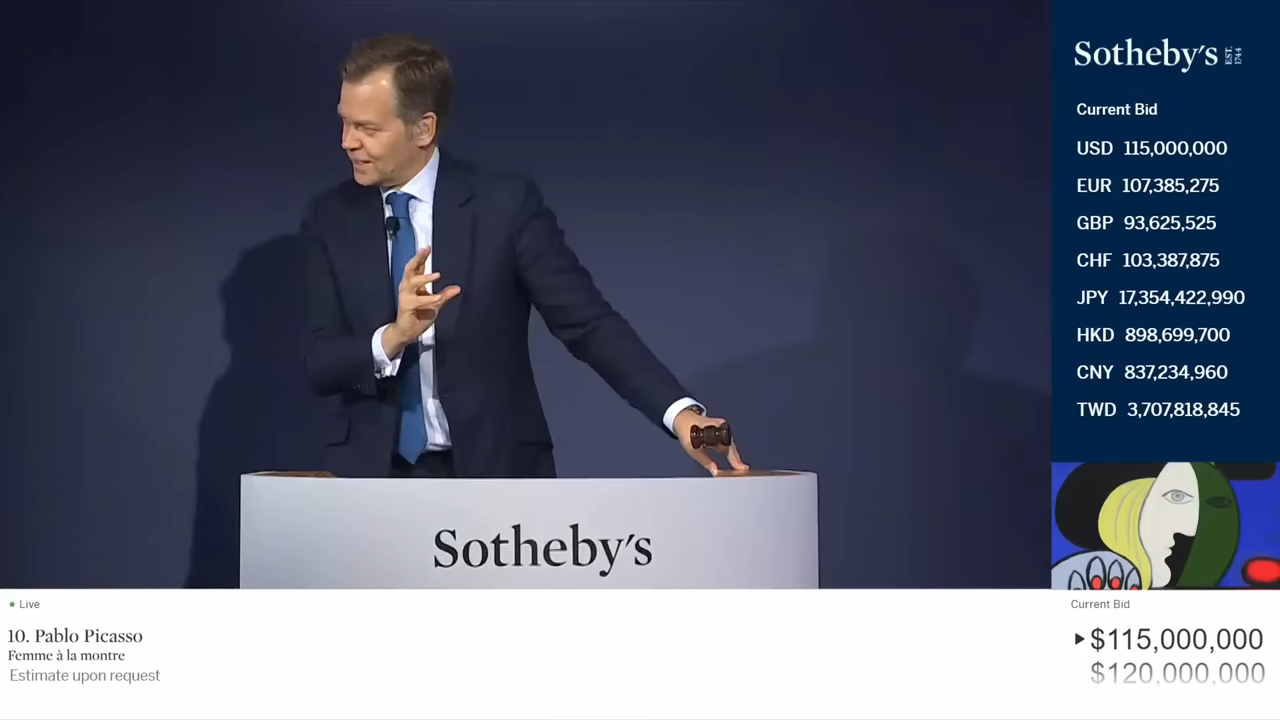 Sotheby's EST. 1744
Current Bid
USD 115,000,000
EUR 107,385,275
GBP 93,625,525
CHF 103,387,875
JPY 17,354,422,990
HKD 898,699,700
CNY 837,234,960
TWD 3,707,818,845
Sotheby's
Live
10. Pablo Picasso
Femme à la montre
Estimate upon request
Current Bid
$115,000,000
$120,000,000